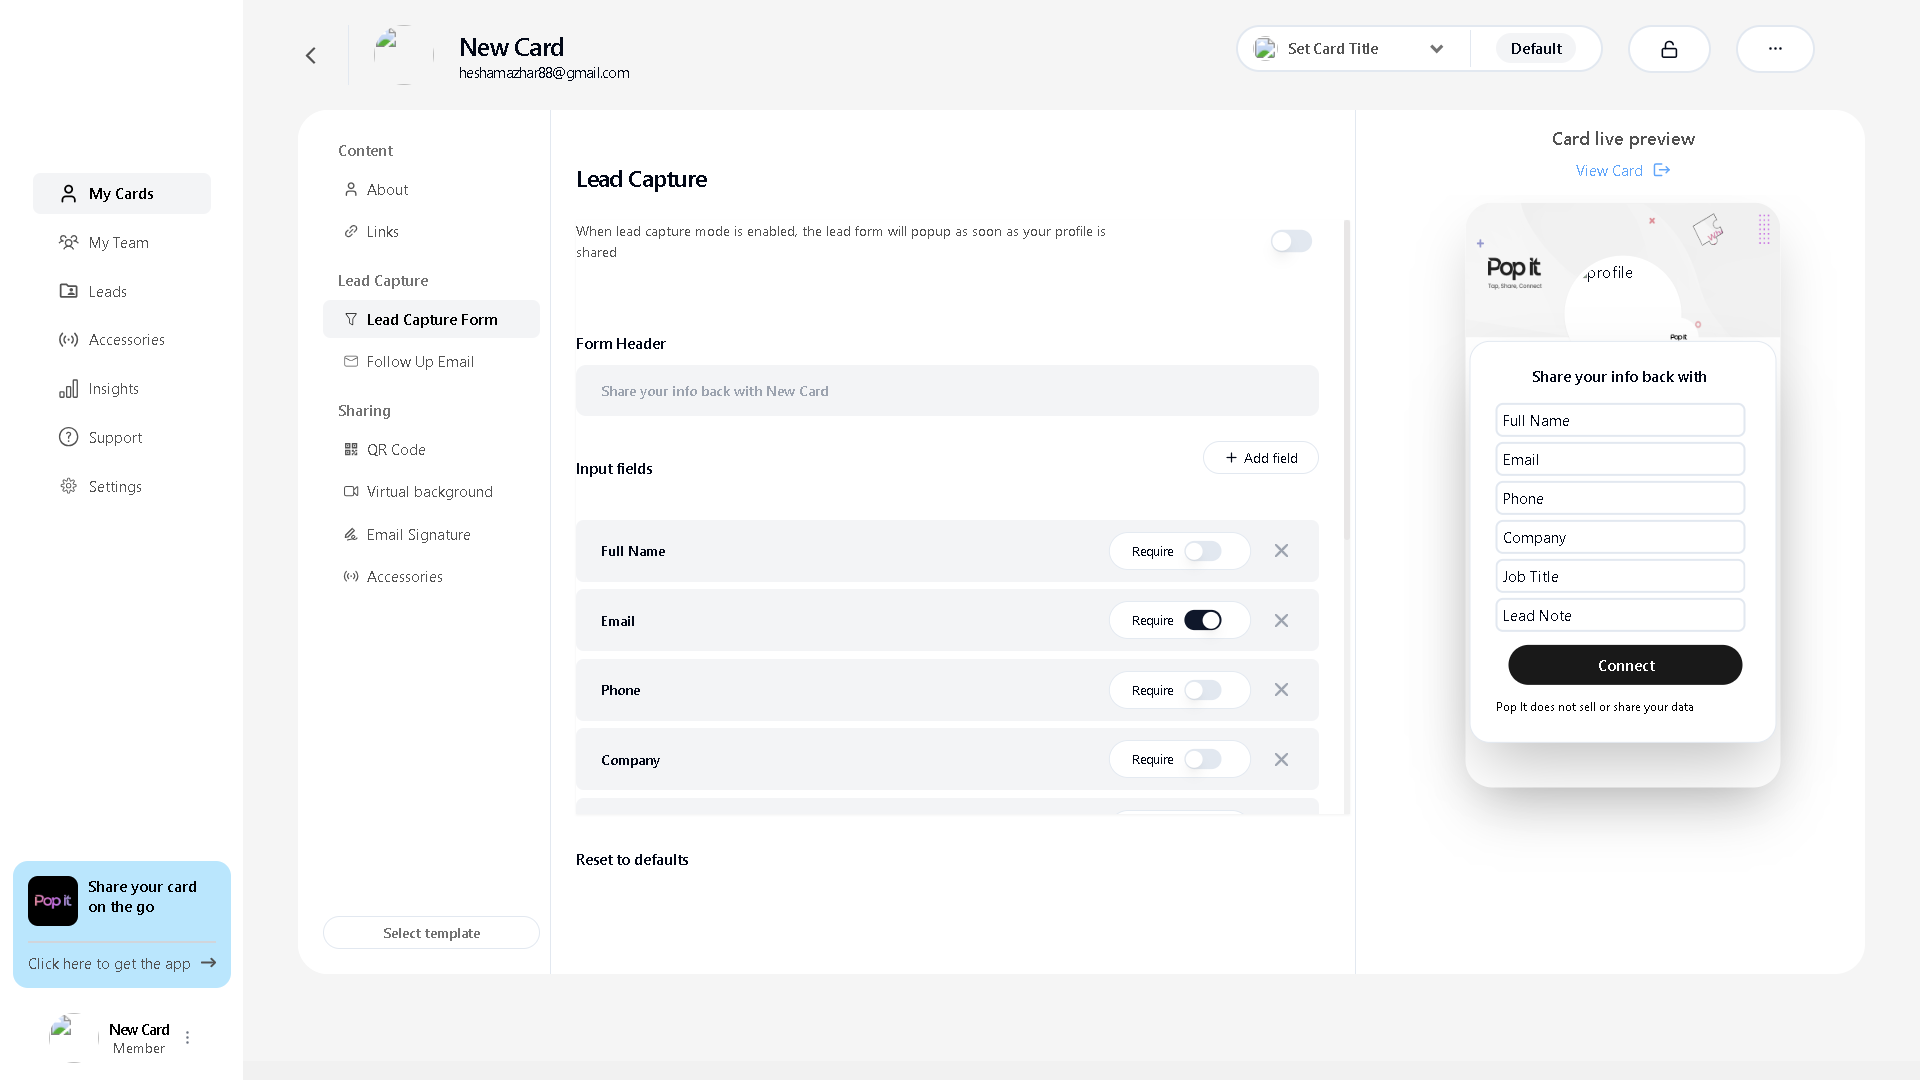 My Cards
My Team
Leads
Accessories
Insights
Support
Settings
Pop it
Share your card
on the go
Click here to get the app
New Card
Member
New Card
heshamazhar88@gmail.com
Set Card Title
Default
Content
About
Links
Lead Capture
Lead Capture Form
Follow Up Email
Sharing
QR Code
Virtual background
Email Signature
Accessories
Select template
Lead Capture
When lead capture mode is enabled, the lead form will popup as soon as your profile is
shared
Form Header
Share your info back with New Card
Input fields
+ Add field
Full Name
Require
Email
Require
Phone
Require
Company
Require
Reset to defaults
Card live preview
View Card
Pop it
Tap, Share, Connect
profile
Pop it
Share your info back with
Full Name
Email
Phone
Company
Job Title
Lead Note
Connect
Pop It does not sell or share your data